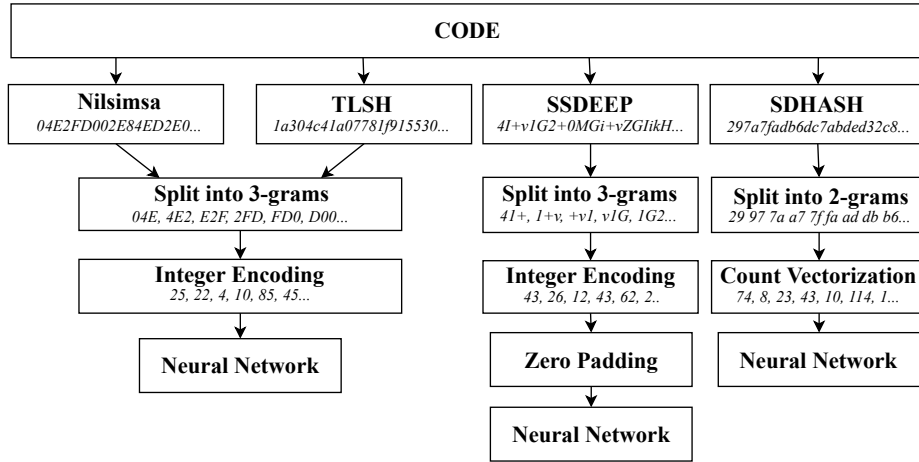 CODE
Nilsimsa
04E2FD002E84ED2E0...
TLSH
1a304c41a07781f915530...
SSDEEP
4I+v1G2+0MGi+vZGIikH...
SDHASH
297a7fadb6dc7abded32c8...
Split into 3-grams
04E, 4E2, E2F, 2FD, FD0, D00...
Split into 3-grams
41+, 1+v, +v1, v1G, 1G2...
Split into 2-grams
29 97 7a a7 7f fa ad db b6...
Integer Encoding
25, 22, 4, 10, 85, 45...
Integer Encoding
43, 26, 12, 43, 62, 2..
Count Vectorization
74, 8, 23, 43, 10, 114, 1...
Neural Network
Zero Padding
Neural Network
Neural Network